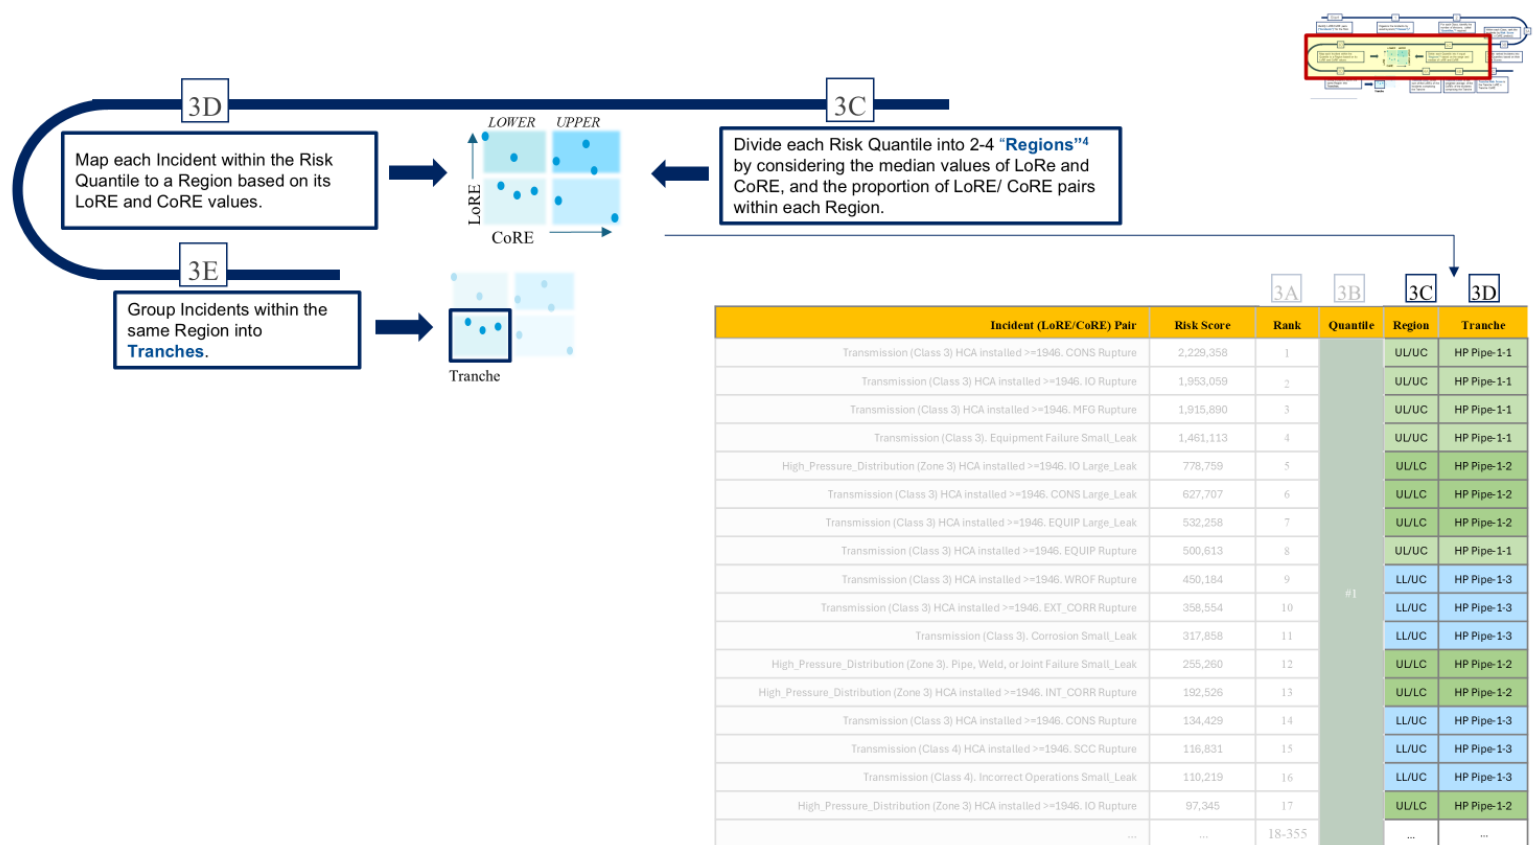 3D
3C
Map each Incident within the Risk
Quantile to a Region based on its
LoRE and CoRE values.
LOWER UPPER
LoRE
CoRE
Divide each Risk Quantile into 2-4 “Regions”4
by considering the median values of LoRe and
CoRE, and the proportion of LoRE/ CoRE pairs
within each Region.
3E
Group Incidents within the
same Region into
Tranches.
Tranche
3A 3B 3C 3D
Incident (LoRE/CoRE) Pair Risk Score Rank Quantile Region Tranche
Transmission (Class 3) HCA installed >=1946. CONS Rupture 2,229,358 1 UL/UC HP Pipe-1-1
Transmission (Class 3) HCA installed >=1946. IO Rupture 1,953,059 2 UL/UC HP Pipe-1-1
Transmission (Class 3) HCA installed >=1946. MFG Rupture 1,915,890 3 UL/UC HP Pipe-1-1
Transmission (Class 3). Equipment Failure Small_Leak 1,461,113 4 UL/UC HP Pipe-1-1
High_Pressure_Distribution (Zone 3) HCA installed >=1946. IO Large_Leak 778,759 5 UL/LC HP Pipe-1-2
Transmission (Class 3) HCA installed >=1946. CONS Large_Leak 627,707 6 UL/LC HP Pipe-1-2
Transmission (Class 3) HCA installed >=1946. EQUIP Large_Leak 532,258 7 UL/LC HP Pipe-1-2
Transmission (Class 3) HCA installed >=1946. EQUIP Rupture 500,613 8 UL/UC HP Pipe-1-1
Transmission (Class 3) HCA installed >=1946. WROF Rupture 450,184 9 LL/UC HP Pipe-1-3
#1
Transmission (Class 3) HCA installed >=1946. EXT_CORR Rupture 358,554 10 LL/UC HP Pipe-1-3
Transmission (Class 3). Corrosion Small_Leak 317,858 11 LL/UC HP Pipe-1-3
High_Pressure_Distribution (Zone 3). Pipe, Weld, or Joint Failure Small_Leak 255,260 12 UL/LC HP Pipe-1-2
High_Pressure_Distribution (Zone 3) HCA installed >=1946. INT_CORR Rupture 192,526 13 UL/LC HP Pipe-1-2
Transmission (Class 3) HCA installed >=1946. CONS Rupture 134,429 14 LL/UC HP Pipe-1-3
Transmission (Class 4) HCA installed >=1946. SCC Rupture 116,831 15 LL/UC HP Pipe-1-3
Transmission (Class 4). Incorrect Operations Small_Leak 110,219 16 LL/UC HP Pipe-1-3
High_Pressure_Distribution (Zone 3) HCA installed >=1946. IO Rupture 97,345 17 UL/LC HP Pipe-1-2
... ... 18-355 ... ...